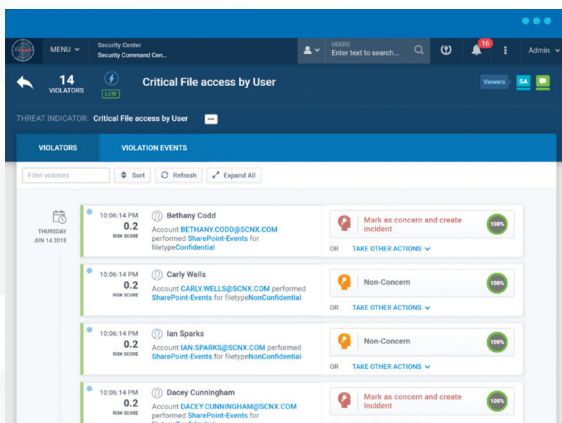 MENU
Security Center
Security Command Cen...
USERS
Enter text to search...
16
Admin
14
VIOLATORS
LOW
Critical File access by User
Viewers
SA
THREAT INDICATOR: Critical File access by User
VIOLATORS
VIOLATION EVENTS
Filter violators
Sort
Refresh
Expand All
THURSDAY
JUN 14 2018
10:06:14 PM
0.2
RISK SCORE
Bethany Codd
Account BETHANY.CODD@SCNX.COM
performed SharePoint-Events for
filetypeConfidential
Mark as concern and create
incident
100%
OR TAKE OTHER ACTIONS
10:06:14 PM
0.2
RISK SCORE
Carly Wells
Account CARLY.WELLS@SCNX.COM performed
SharePoint-Events for filetypeNonConfidential
Non-Concern
100%
OR TAKE OTHER ACTIONS
10:06:14 PM
0.2
RISK SCORE
Ian Sparks
Account IAN.SPARKS@SCNX.COM performed
SharePoint-Events for filetypeNonConfidential
Non-Concern
100%
OR TAKE OTHER ACTIONS
10:06:14 PM
0.2
RISK SCORE
Dacey Cunningham
Account DACEY.CUNNINGHAM@SCNX.COM
performed SharePoint-Events for
Mark as concern and create
incident
100%